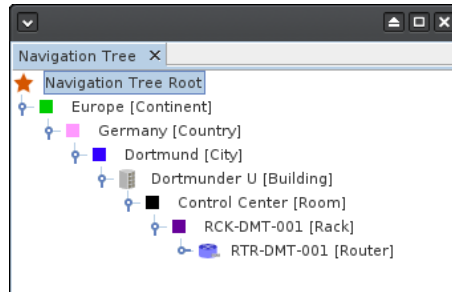 Navigation Tree X
Navigation Tree Root
Europe [Continent]
Germany [Country]
Dortmund [City]
Dortmunder U [Building]
Control Center [Room]
RCK-DMT-001 [Rack]
RTR-DMT-001 [Router]